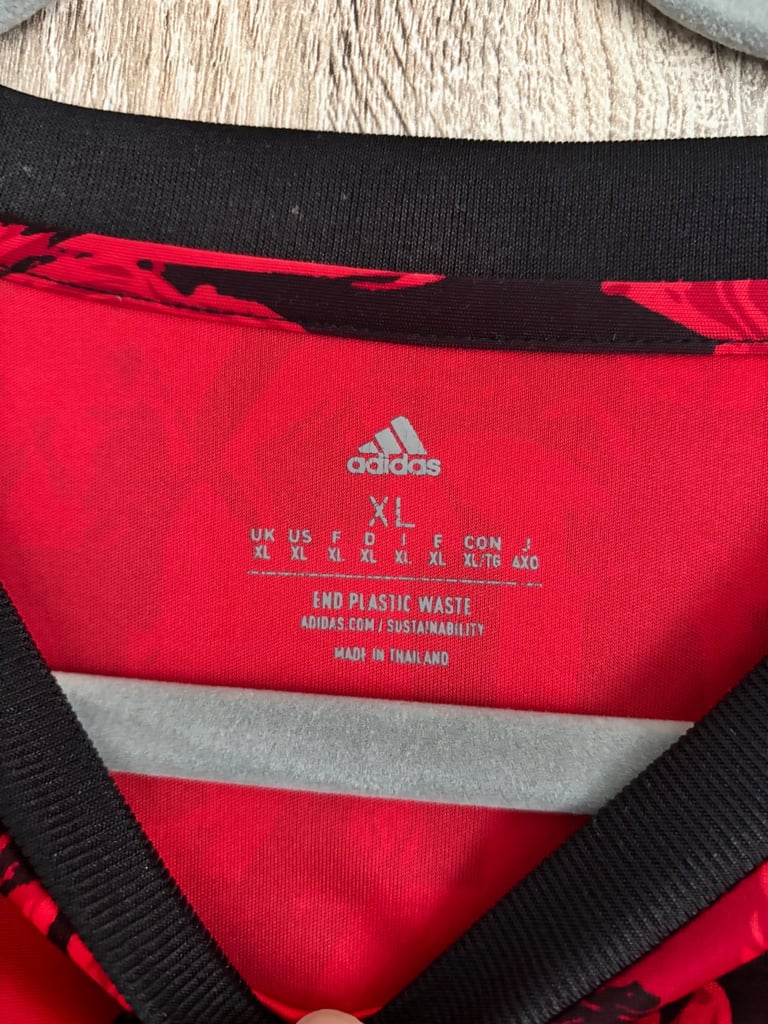 adidas
XL
UK US F D I E CON J
XL XL XL XL XL XL XL/TG 4XO
END PLASTIC WASTE
ADIDAS.COM / SUSTAINABILITY
MADE IN THAILAND